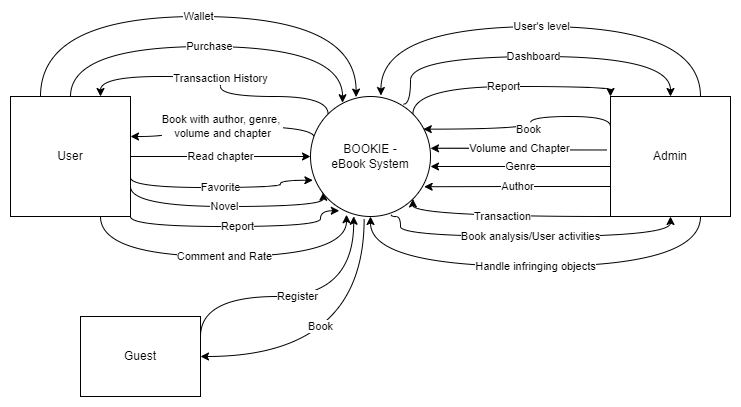 Wallet
User's level
Purchase
Dashboard
Transaction History
Report
Book with author, genre,
volume and chapter
Book
User
BOOKIE -
eBook System
Admin
Read chapter
Volume and Chapter
Genre
Favorite
Author
Novel
Transaction
Report
Book analysis/User activities
Comment and Rate
Handle infringing objects
Register
Book
Guest